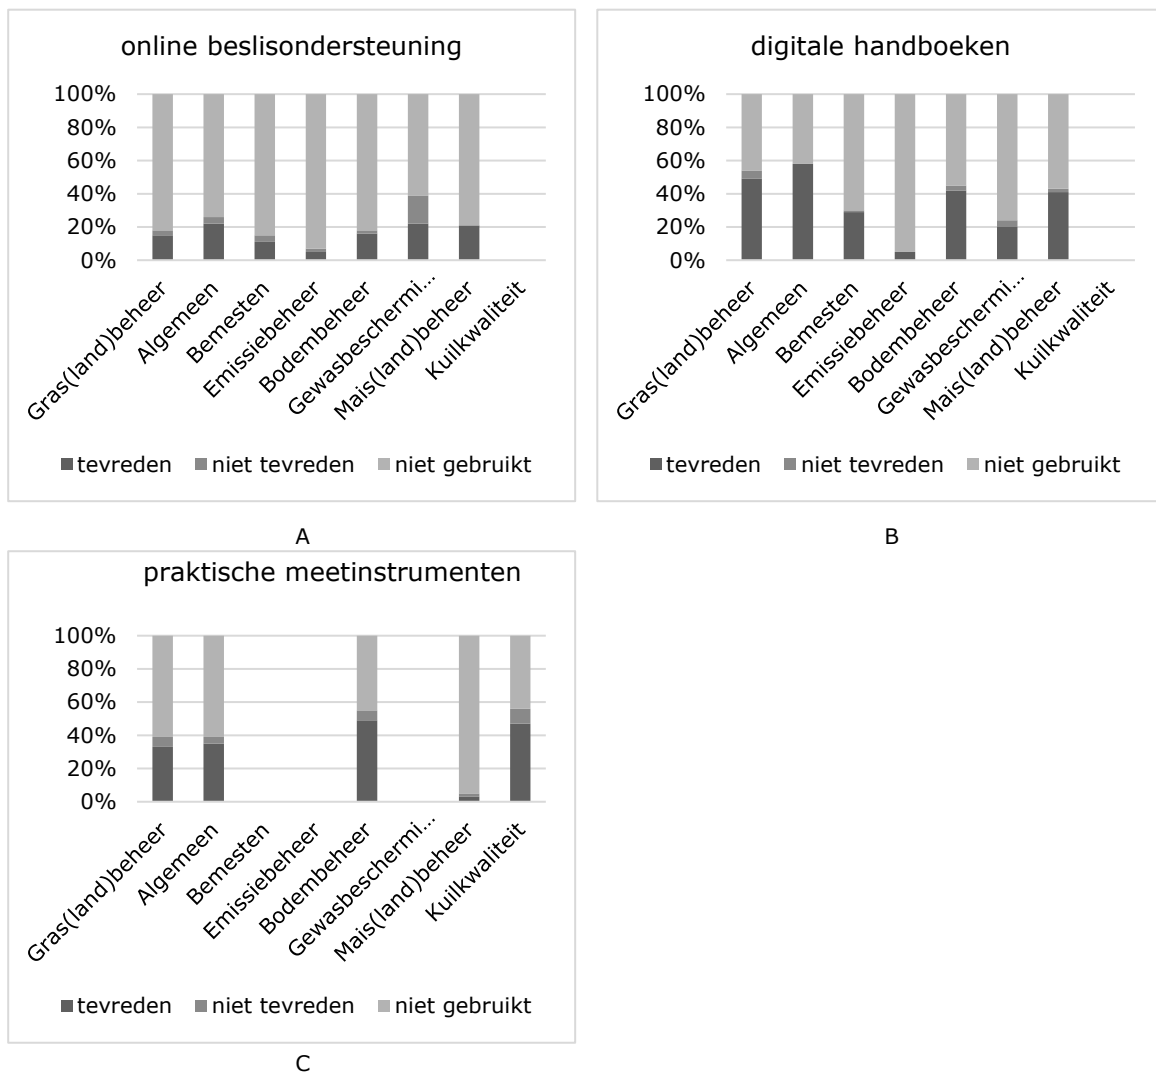 online beslisondersteuning
100%
80%
60%
40%
20%
0%
Gras(land)beheer
Algemeen
Bemesten
Emissiebeheer
Bodembeheer
Gewasbeschermi...
Mais(land)beheer
Kuilkwaliteit
tevreden niet tevreden niet gebruikt
A
digitale handboeken
100%
80%
60%
40%
20%
0%
Gras(land)beheer
Algemeen
Bemesten
Emissiebeheer
Bodembeheer
Gewasbeschermi...
Mais(land)beheer
Kuilkwaliteit
tevreden niet tevreden niet gebruikt
B
praktische meetinstrumenten
100%
80%
60%
40%
20%
0%
Gras(land)beheer
Algemeen
Bemesten
Emissiebeheer
Bodembeheer
Gewasbeschermi...
Mais(land)beheer
Kuilkwaliteit
tevreden niet tevreden niet gebruikt
C